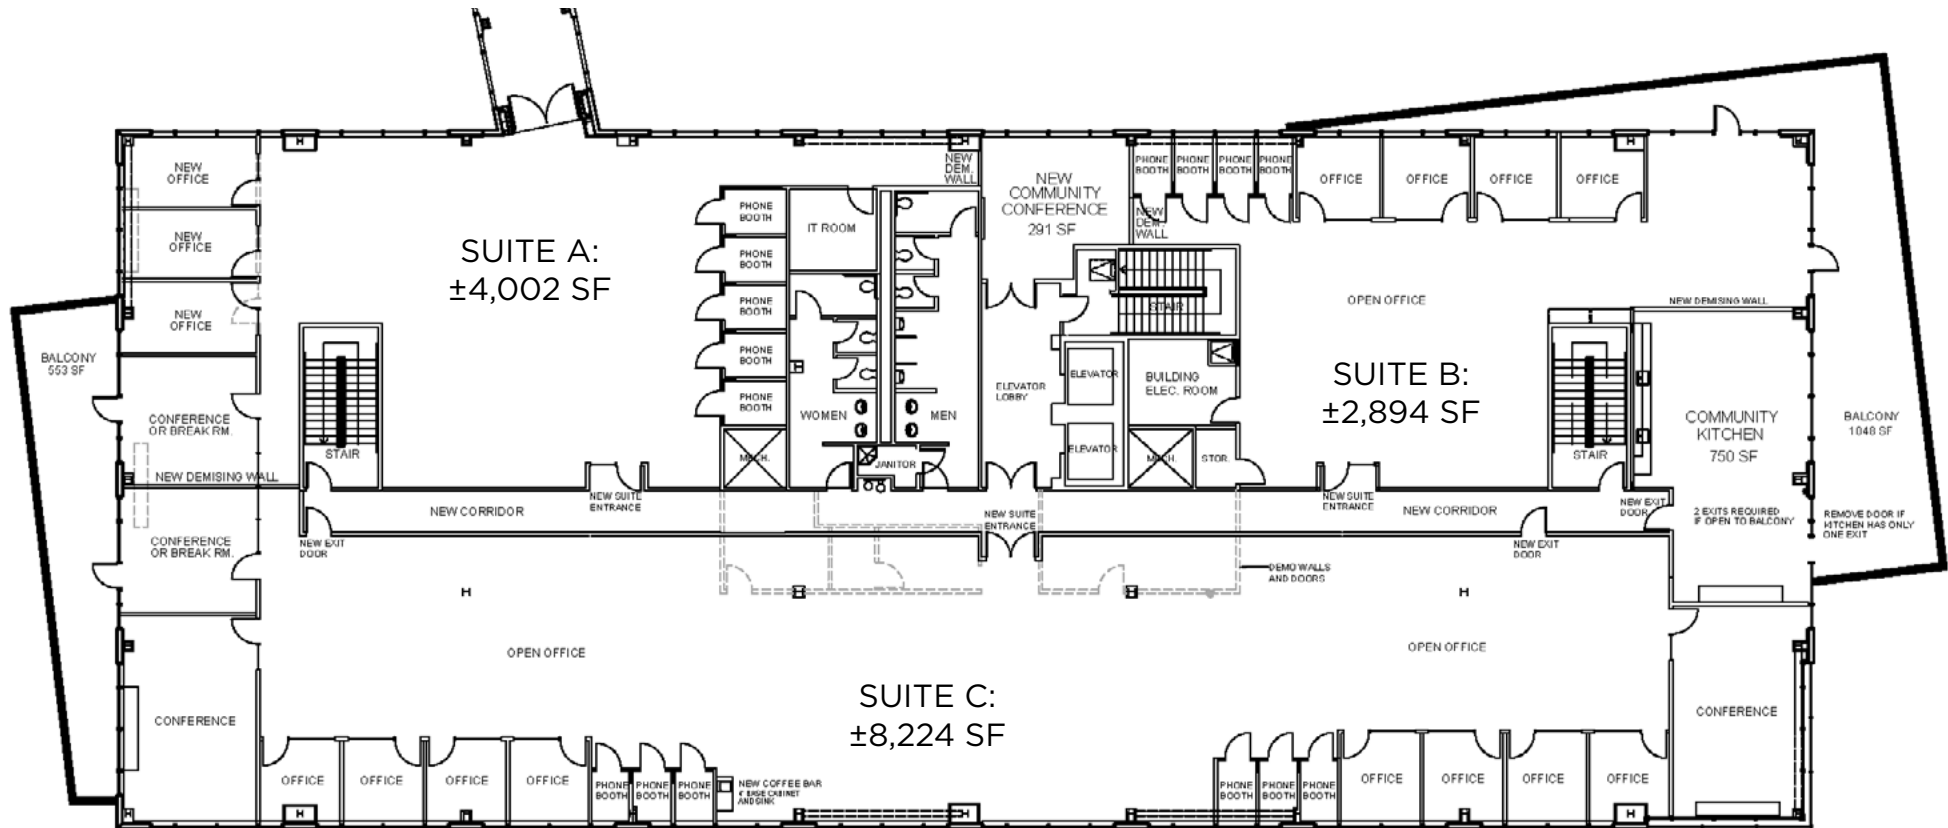 NEW
OFFICE
NEW
OFFICE
NEW
OFFICE
BALCONY
553 SF
CONFERENCE
OR BREAK RM.
NEW DEMISING WALL
CONFERENCE
OR BREAK RM.
CONFERENCE
SUITE A:
±4,002 SF
STAIR
PHONE
BOOTH
PHONE
BOOTH
PHONE
BOOTH
PHONE
BOOTH
PHONE
BOOTH
MECH.
IT ROOM
WOMEN
MEN
JANITOR
NEW
DEM.
WALL
NEW
COMMUNITY
CONFERENCE
291 SF
NEW
DEM.
WALL
PHONE
BOOTH
PHONE
BOOTH
PHONE
BOOTH
PHONE
BOOTH
OFFICE
OFFICE
OFFICE
OFFICE
STAIR
ELEVATOR
LOBBY
ELEVATOR
ELEVATOR
BUILDING
ELEC. ROOM
MECH.
STOR.
OPEN OFFICE
SUITE B:
±2,894 SF
NEW DEMISING WALL
STAIR
COMMUNITY
KITCHEN
750 SF
BALCONY
1048 SF
2 EXITS REQUIRED
IF OPEN TO BALCONY
REMOVE DOOR IF
KITCHEN HAS ONLY
ONE EXIT
NEW SUITE
ENTRANCE
NEW CORRIDOR
NEW EXIT
DOOR
NEW SUITE
ENTRANCE
NEW SUITE
ENTRANCE
NEW CORRIDOR
NEW EXIT
DOOR
NEW EXIT
DOOR
DEMO WALLS
AND DOORS
OPEN OFFICE
OPEN OFFICE
SUITE C:
±8,224 SF
CONFERENCE
OFFICE
OFFICE
OFFICE
OFFICE
PHONE
BOOTH
PHONE
BOOTH
PHONE
BOOTH
NEW COFFEE BAR
BASE CABINET
AND SINK
PHONE
BOOTH
PHONE
BOOTH
PHONE
BOOTH
OFFICE
OFFICE
OFFICE
OFFICE